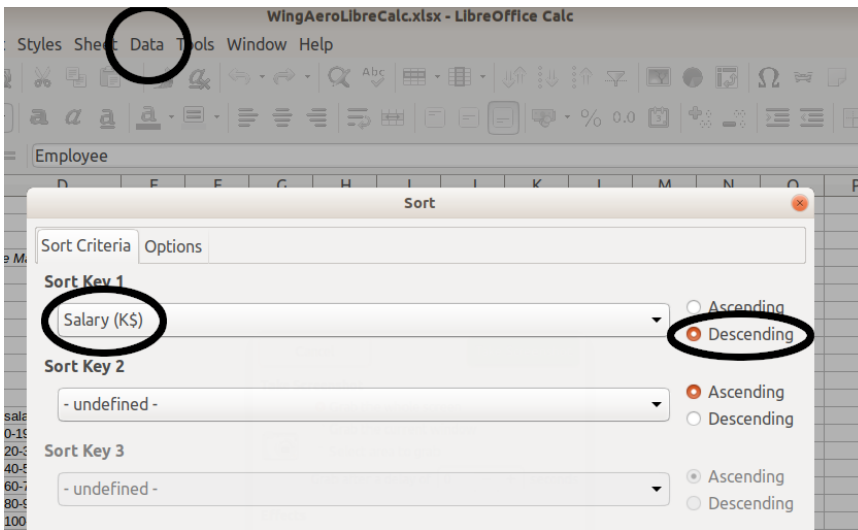 WingAeroLibreCalc.xlsx - LibreOffice Calc
Styles Sheet Data Tools Window Help
Employee
D E F G H I J K L M N O
Sort
Sort Criteria Options
Sort Key 1
Salary (K$)
Ascending
Descending
Sort Key 2
- undefined -
Ascending
Descending
Sort Key 3
- undefined -
Ascending
Descending